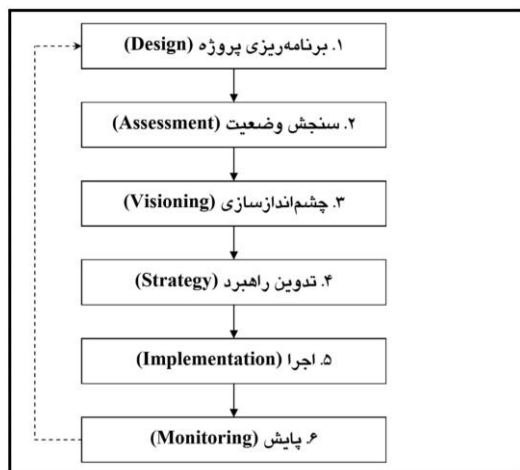 ۱. برنامه‌ریزی پروژه (Design)
۲. سنجش وضعیت (Assessment)
۳. چشم‌اندازسازی (Visioning)
۴. تدوین راهبرد (Strategy)
۵. اجرا (Implementation)
۶. پایش (Monitoring)